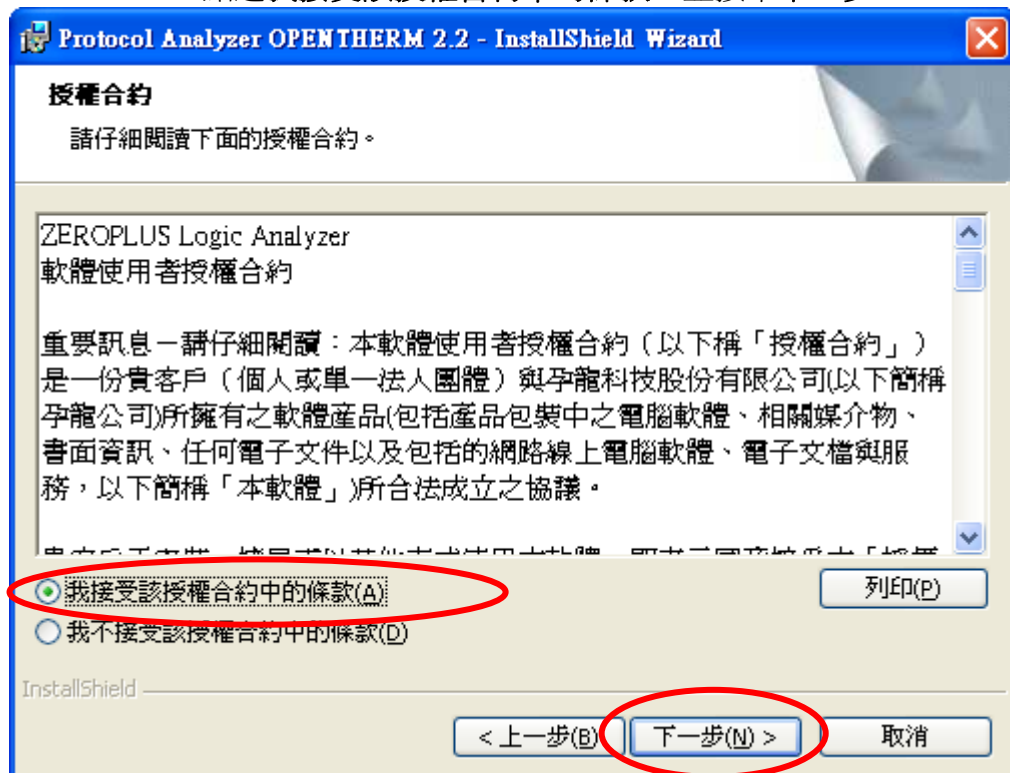 Protocol Analyzer OPENTHERM 2.2 - InstallShield Wizard
授權合約
請仔細閱讀下面的授權合約。
ZEROPLUS Logic Analyzer
軟體使用者授權合約
重要訊息－請仔細閱讀：本軟體使用者授權合約（以下稱「授權合約」）
是一份貴客戶（個人或單一法人團體）與孕龍科技股份有限公司(以下簡稱
孕龍公司)所擁有之軟體產品(包括產品包裝中之電腦軟體、相關媒介物、
書面資訊、任何電子文件以及包括的網路線上電腦軟體、電子文檔與服
務，以下簡稱「本軟體」)所合法成立之協議。
我接受該授權合約中的條款(A)
列印(P)
我不接受該授權合約中的條款(D)
InstallShield
< 上一步(B)
下一步(N) >
取消